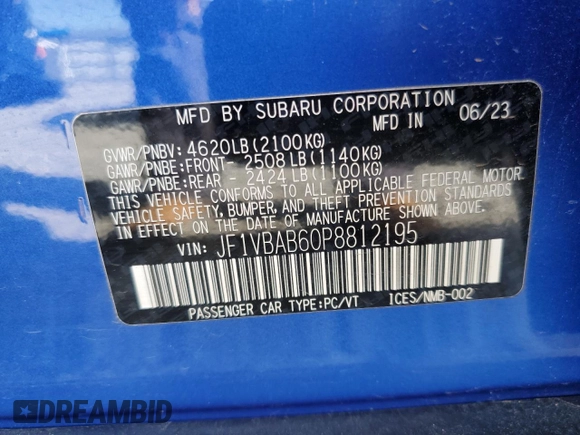 MFD BY SUBARU CORPORATION
MFD IN 06/23
GVWR/PNBV: 4620LB(2100KG)
GAWR/PNBE:FRONT- 2508LB(1140KG)
GAWR/PNBE:REAR - 2424LB(1100KG)
THIS VEHICLE CONFORMS TO ALL APPLICABLE FEDERAL MOTOR
VEHICLE SAFETY, BUMPER, AND THEFT PREVENTION STANDARDS
IN EFFECT ON THE DATE OF MANUFACTURE SHOWN ABOVE.
VIN: JF1VBAB60P8812195
PASSENGER CAR TYPE:PC/VT ICES/NMB-002
DREAMBID